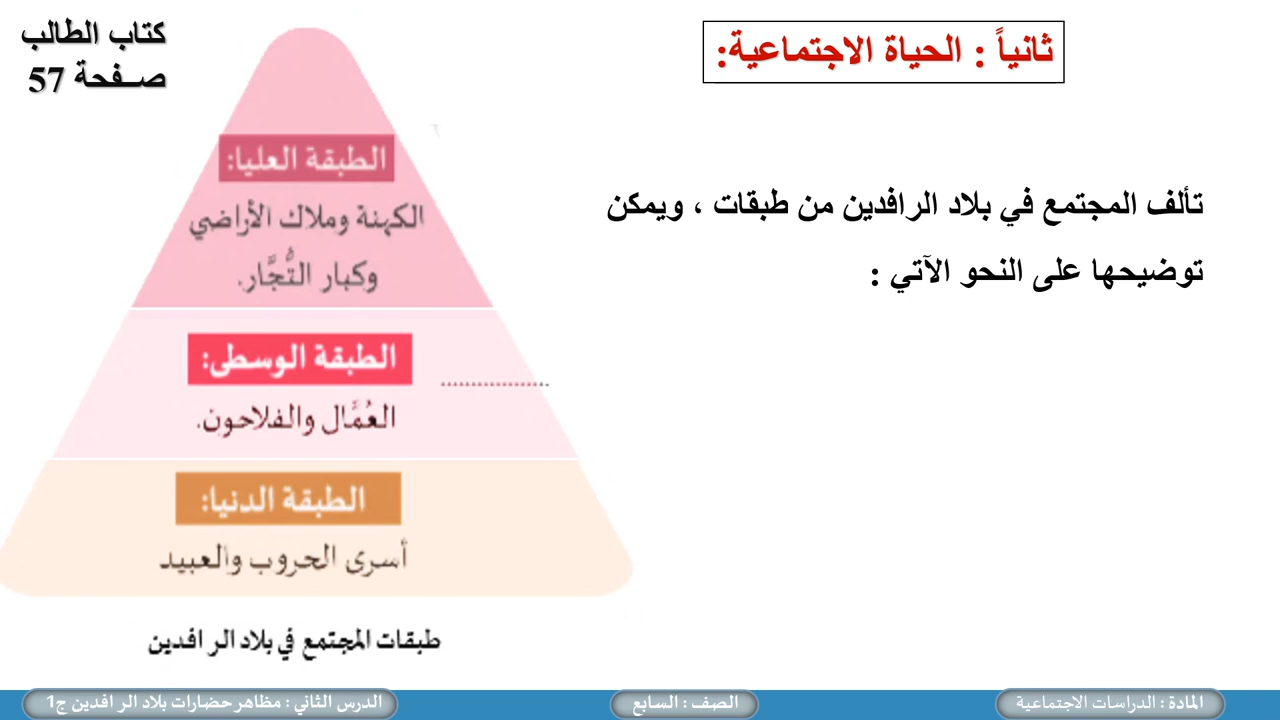 كتاب الطالب
صـفحة 57
ثانياً : الحياة الاجتماعية:
تألف المجتمع في بلاد الرافدين من طبقات ، ويمكن
توضيحها على النحو الآتي :
الطبقة العليا:
الكهنة وملاك الأراضي
وكبار التُّجَّار.
الطبقة الوسطى:
العُمَّال والفلاحون.
الطبقة الدنيا:
أسرى الحروب والعبيد
طبقات المجتمع في بلاد الرافدين
المادة : الدراسات الاجتماعية
الصف : السابع
الدرس الثاني : مظاهر حضارات بلاد الرافدين ج1